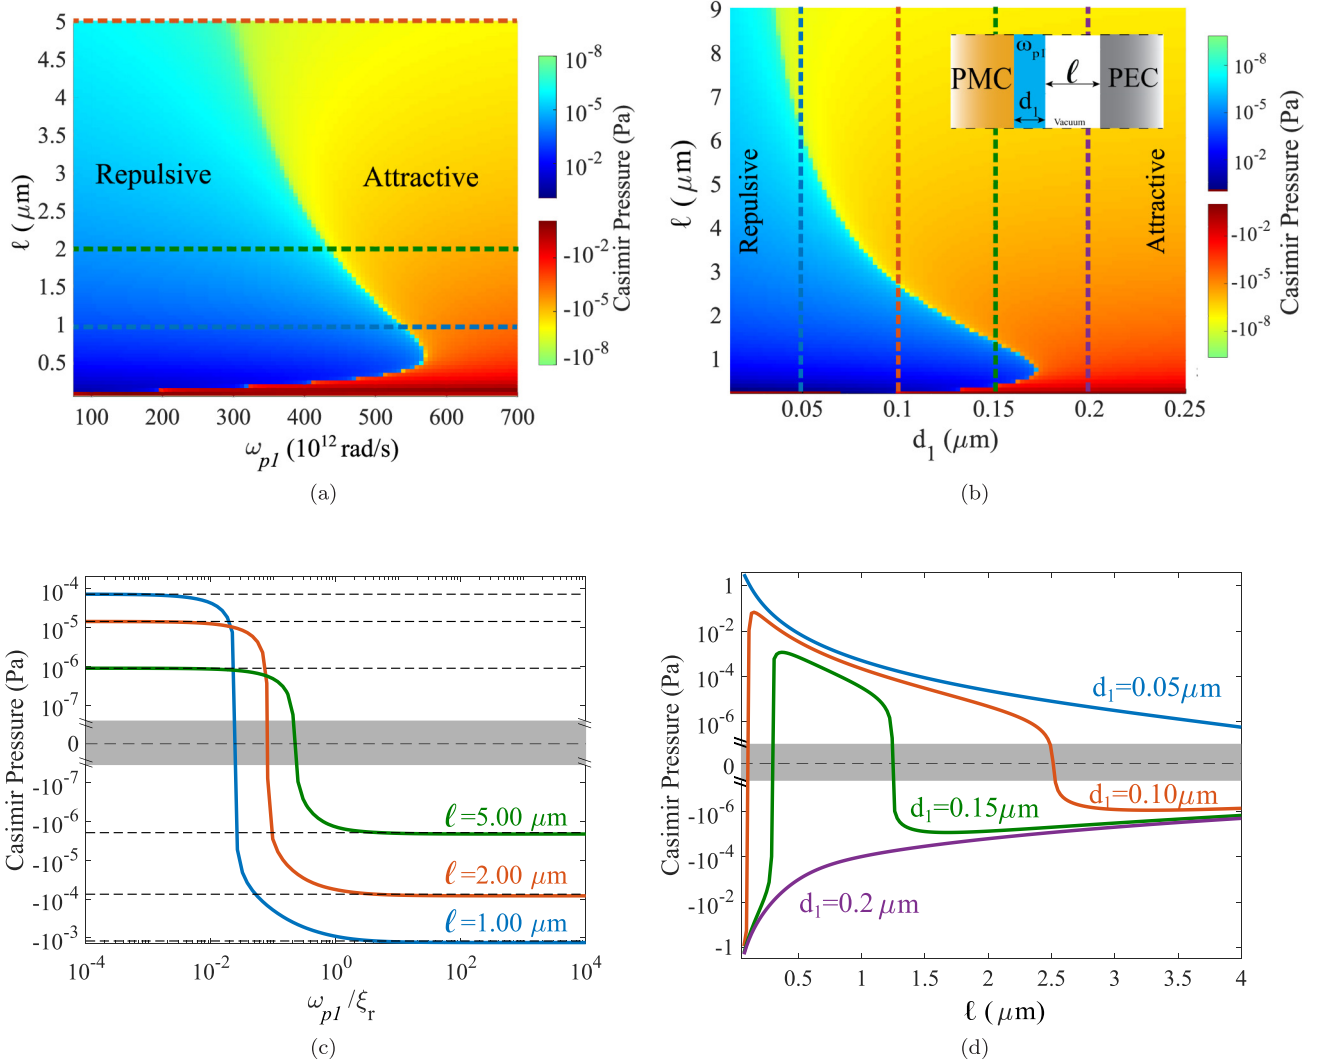 5
4.5
4
3.5
3
2.5
2
1
0.5
ℓ (μm)
Repulsive
Attractive
100
200
300
400
500
600
700
ω_p1 (10^12 rad/s)
10^-8
10^-5
10^-2
-10^-2
-10^-5
-10^-8
Casimir Pressure (Pa)
(a)
9
8
7
6
5
4
3
2
1
ℓ (μm)
Repulsive
Attractive
PMC
ω_p1
d_1
ℓ
Vacuum
PEC
0.05
0.1
0.15
0.2
0.25
d_1 (μm)
10^-8
10^-5
10^-2
-10^-2
-10^-5
-10^-8
Casimir Pressure (Pa)
(b)
10^-4
10^-5
10^-6
10^-7
0
-10^-7
-10^-6
-10^-5
-10^-4
-10^-3
Casimir Pressure (Pa)
ℓ=5.00 μm
ℓ=2.00 μm
ℓ=1.00 μm
10^-4
10^-2
10^0
10^2
10^4
ω_p1/ξ_r
(c)
1
10^-2
10^-4
10^-6
0
-10^-6
-10^-4
-10^-2
-1
Casimir Pressure (Pa)
d_1=0.05μm
d_1=0.10μm
d_1=0.15μm
d_1=0.2 μm
0.5
1
1.5
2
2.5
3
3.5
4
ℓ (μm)
(d)